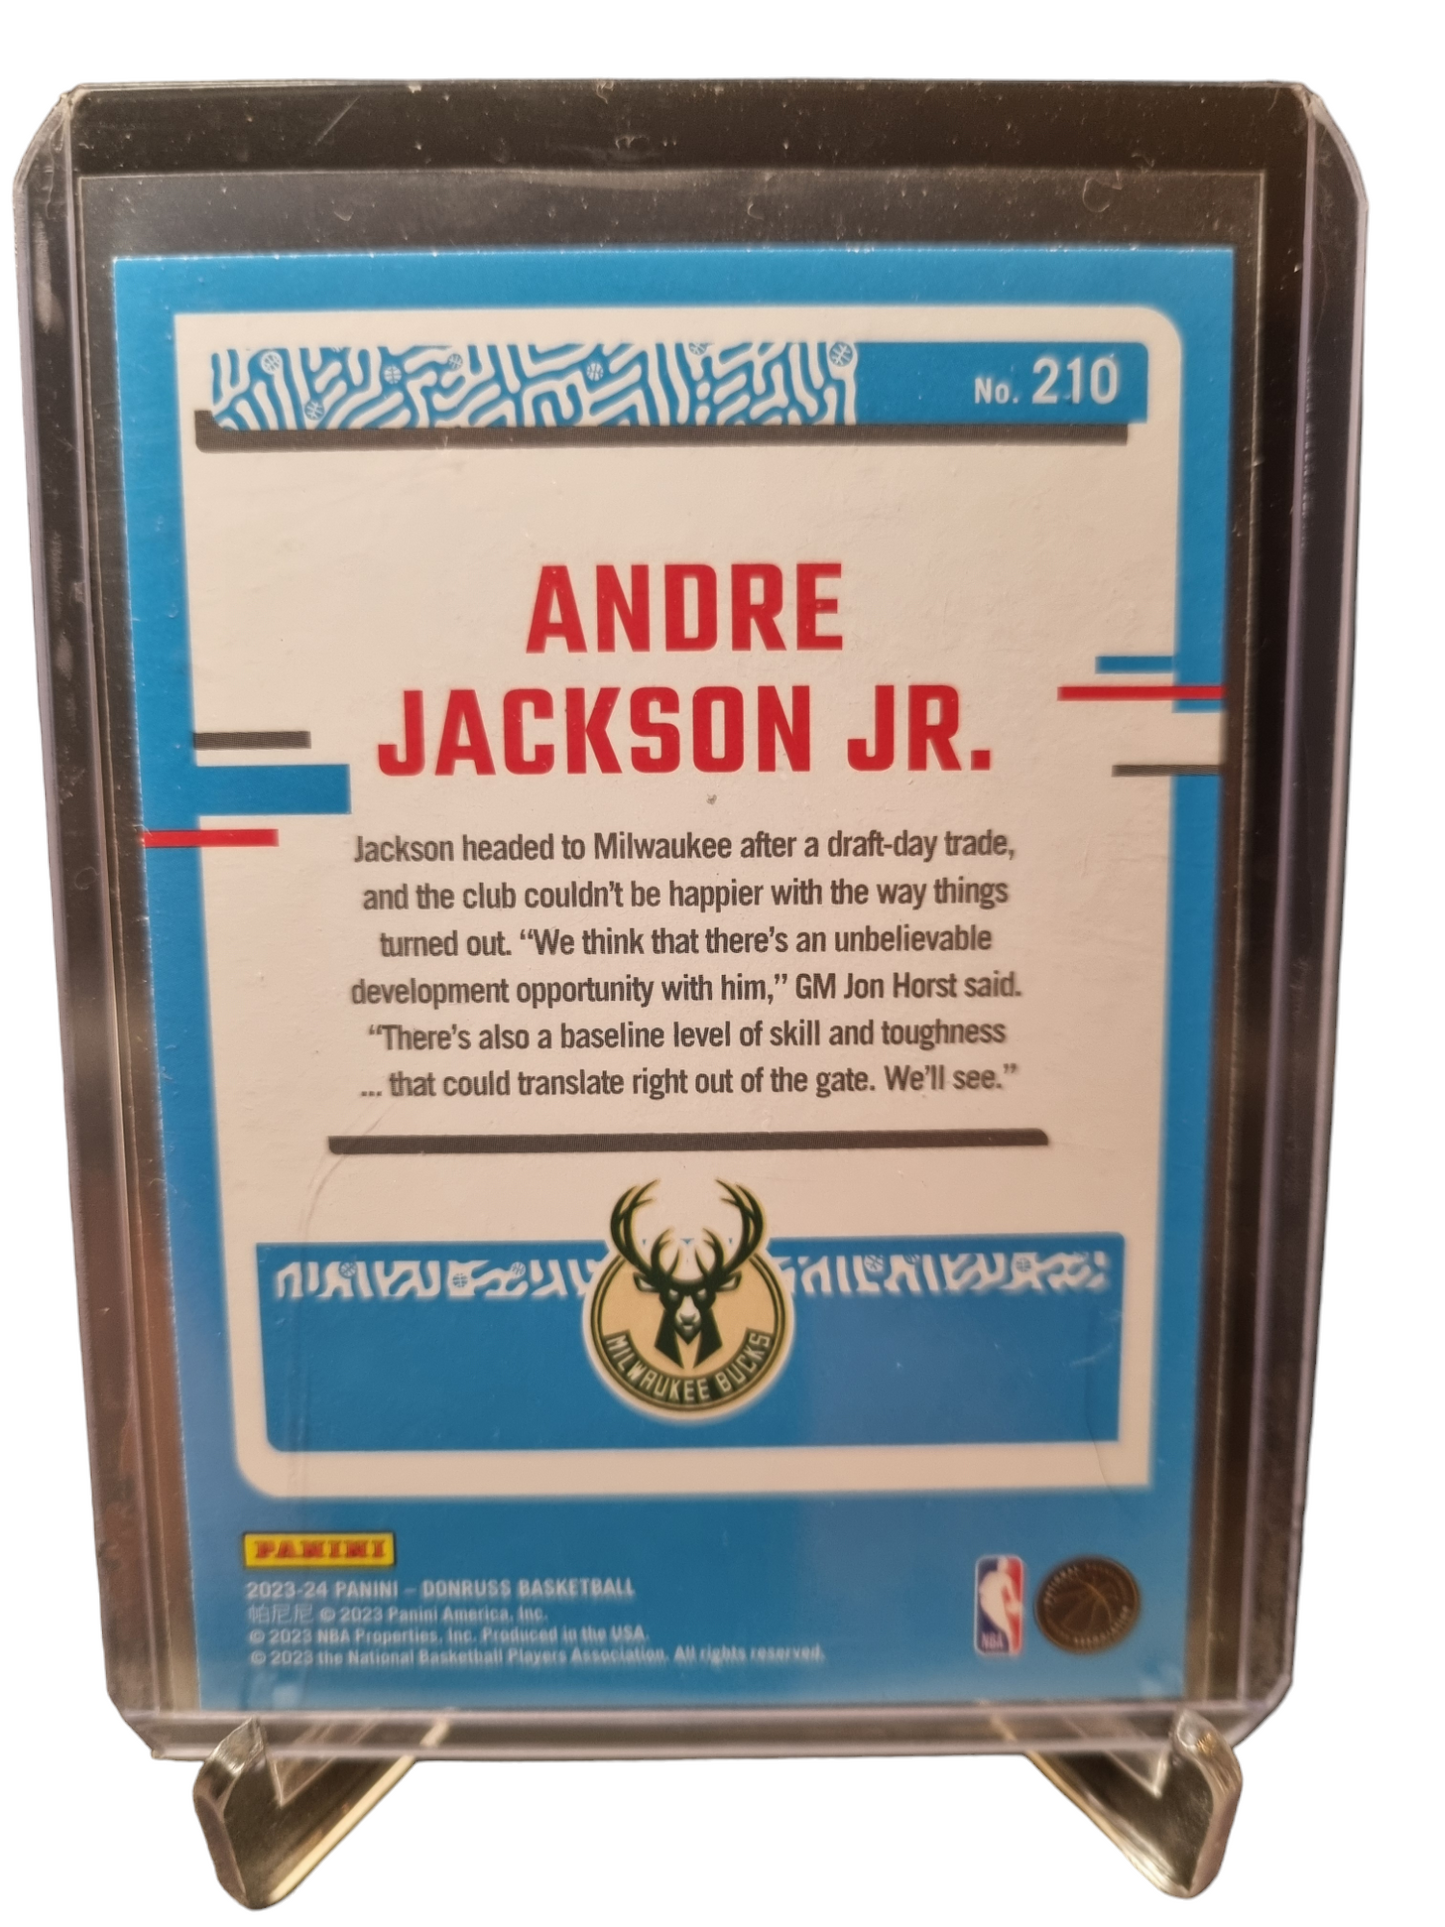 No. 210
ANDRE
JACKSON JR.
Jackson headed to Milwaukee after a draft-day trade,
and the club couldn't be happier with the way things
turned out. “We think that there's an unbelievable
development opportunity with him,” GM Jon Horst said.
“There's also a baseline level of skill and toughness
... that could translate right out of the gate. We'll see.”
MILWAUKEE BUCKS
PANINI
2023-24 PANINI – DONRUSS BASKETBALL
帕尼尼 © 2023 Panini America, Inc.
© 2023 NBA Properties, Inc. Produced in the USA.
© 2023 the National Basketball Players Association. All rights reserved.
NBA